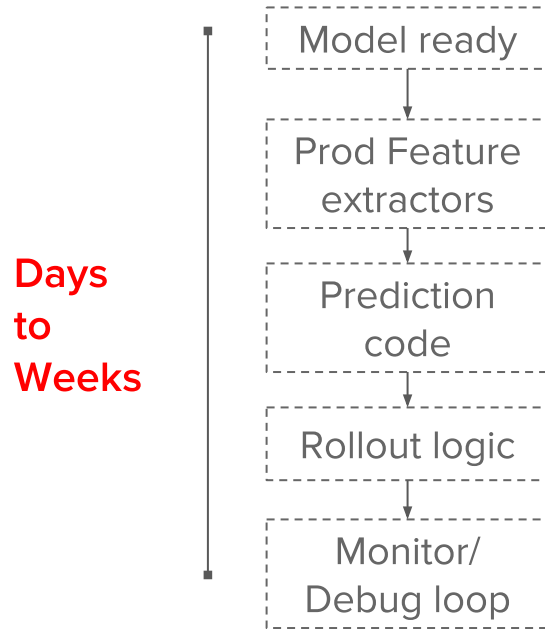 Model ready
Prod Feature
extractors
Days
to
Weeks
Prediction
code
Rollout logic
Monitor/
Debug loop